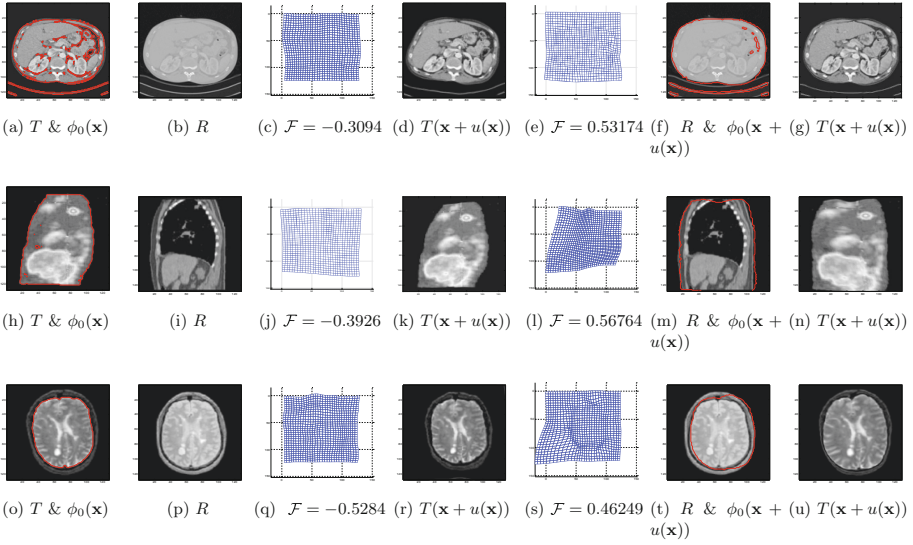 (a) T & ϕ₀(𝐱) (b) R (c) ℱ = −0.3094 (d) T(𝐱 + u(𝐱)) (e) ℱ = 0.53174 (f) R & ϕ₀(𝐱 + (g) T(𝐱 + u(𝐱))
u(𝐱))
(h) T & ϕ₀(𝐱) (i) R (j) ℱ = −0.3926 (k) T(𝐱 + u(𝐱)) (l) ℱ = 0.56764 (m) R & ϕ₀(𝐱 + (n) T(𝐱 + u(𝐱))
u(𝐱))
(o) T & ϕ₀(𝐱) (p) R (q) ℱ = −0.5284 (r) T(𝐱 + u(𝐱)) (s) ℱ = 0.46249 (t) R & ϕ₀(𝐱 + (u) T(𝐱 + u(𝐱))
u(𝐱))